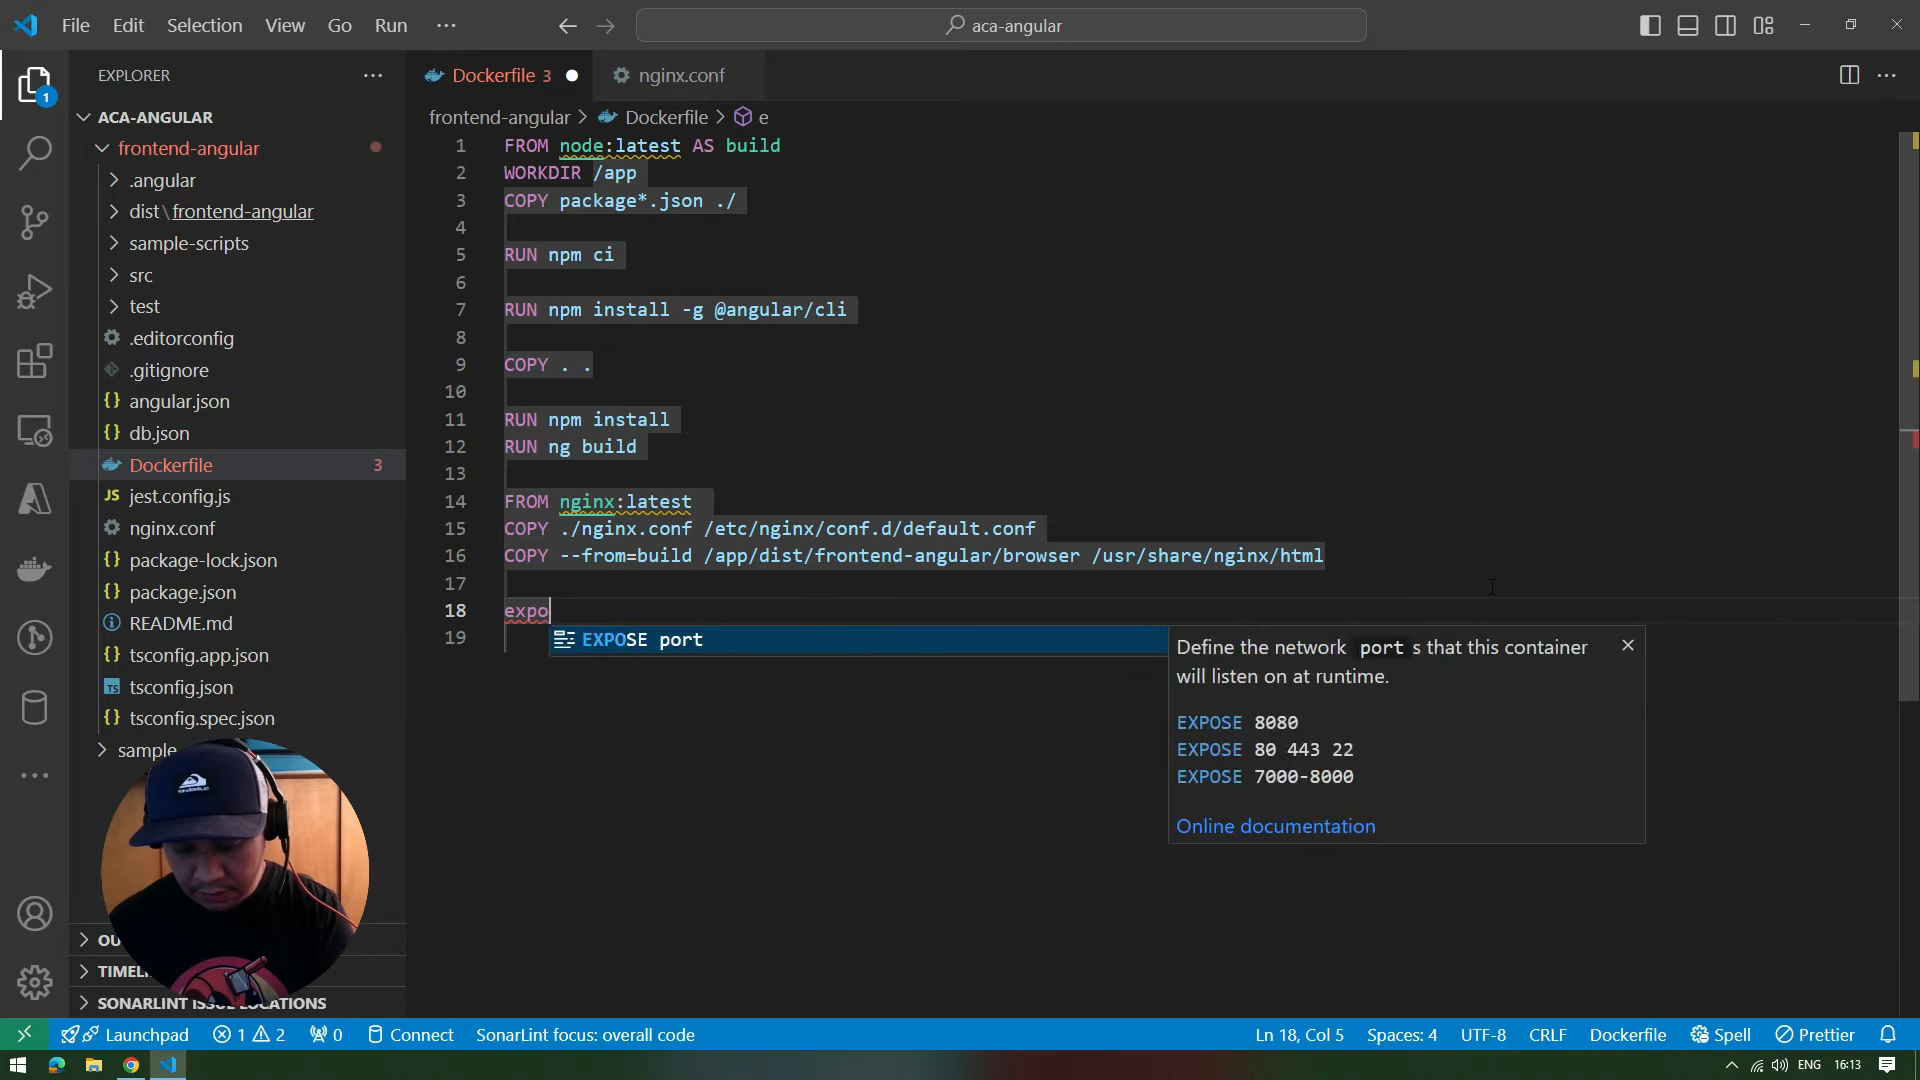 File Edit Selection View Go Run ··· aca-angular
EXPLORER
1
ACA-ANGULAR
frontend-angular
.angular
dist\frontend-angular
sample-scripts
src
test
.editorconfig
.gitignore
angular.json
db.json
Dockerfile 3
jest.config.js
nginx.conf
package-lock.json
package.json
README.md
tsconfig.app.json
tsconfig.json
tsconfig.spec.json
sample
OU
TIMEL
SONARLINT ISSUE LOCATIONS
Dockerfile 3 nginx.conf
frontend-angular > Dockerfile > e
1 FROM node:latest AS build
2 WORKDIR /app
3 COPY package*.json ./
4
5 RUN npm ci
6
7 RUN npm install -g @angular/cli
8
9 COPY . .
10
11 RUN npm install
12 RUN ng build
13
14 FROM nginx:latest
15 COPY ./nginx.conf /etc/nginx/conf.d/default.conf
16 COPY --from=build /app/dist/frontend-angular/browser /usr/share/nginx/html
17
18 expo
19
EXPOSE port
Define the network port s that this container
will listen on at runtime.
EXPOSE 8080
EXPOSE 80 443 22
EXPOSE 7000-8000
Online documentation
Launchpad 1 2 0 Connect SonarLint focus: overall code Ln 18, Col 5 Spaces: 4 UTF-8 CRLF Dockerfile Spell Prettier
ENG 16:13